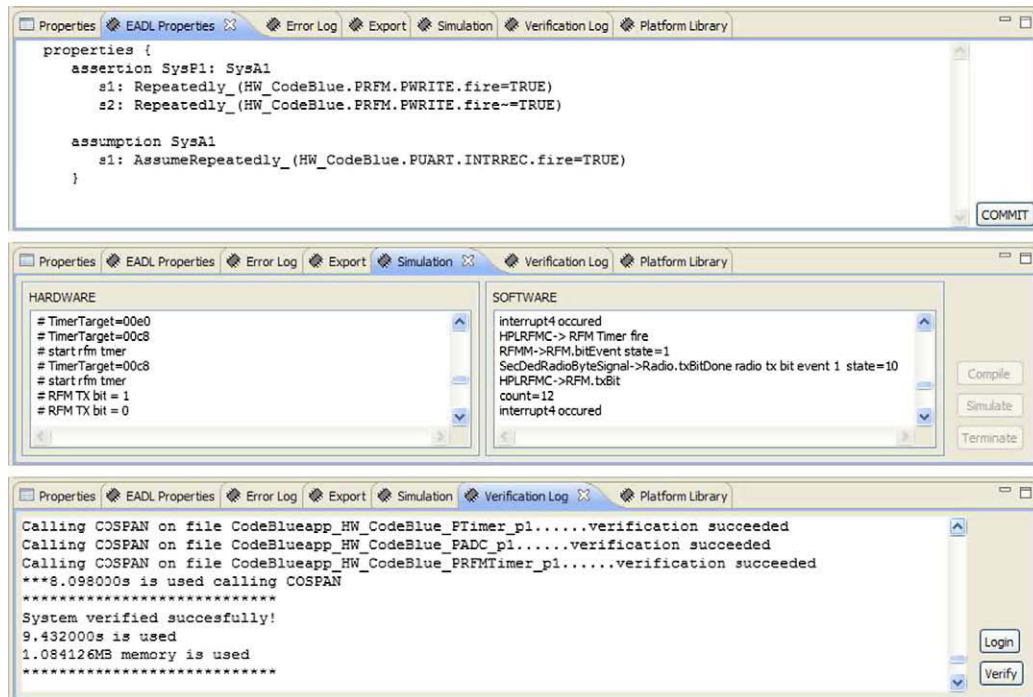 Properties EADL Properties Error Log Export Simulation Verification Log Platform Library
properties {
assertion SysP1: SysA1
s1: Repeatedly_(HW_CodeBlue.PRFM.PWRITE.fire=TRUE)
s2: Repeatedly_(HW_CodeBlue.PRFM.PWRITE.fire~=TRUE)
assumption SysA1
s1: AssumeRepeatedly_(HW_CodeBlue.PUART.INTRREC.fire=TRUE)
}
COMMIT
Properties EADL Properties Error Log Export Simulation Verification Log Platform Library
HARDWARE
# TimerTarget=00e0
# TimerTarget=00c8
# start rfm tmer
# TimerTarget=00c8
# start rfm tmer
# RFM TX bit = 1
# RFM TX bit = 0
SOFTWARE
interrupt4 occured
HPLRFMC-> RFM Timer fire
RFMM->RFM.bitEvent state=1
SecDedRadioByteSignal->Radio.txBitDone radio tx bit event 1 state=10
HPLRFMC->RFM.txBit
count=12
interrupt4 occured
Compile
Simulate
Terminate
Properties EADL Properties Error Log Export Simulation Verification Log Platform Library
Calling COSPAN on file CodeBlueapp_HW_CodeBlue_PTimer_p1......verification succeeded
Calling COSPAN on file CodeBlueapp_HW_CodeBlue_PADC_p1......verification succeeded
Calling COSPAN on file CodeBlueapp_HW_CodeBlue_PRFMTimer_p1......verification succeeded
***8.098000s is used calling COSPAN
*****************************
System verified succesfully!
9.432000s is used
1.084126MB memory is used
*****************************
Login
Verify